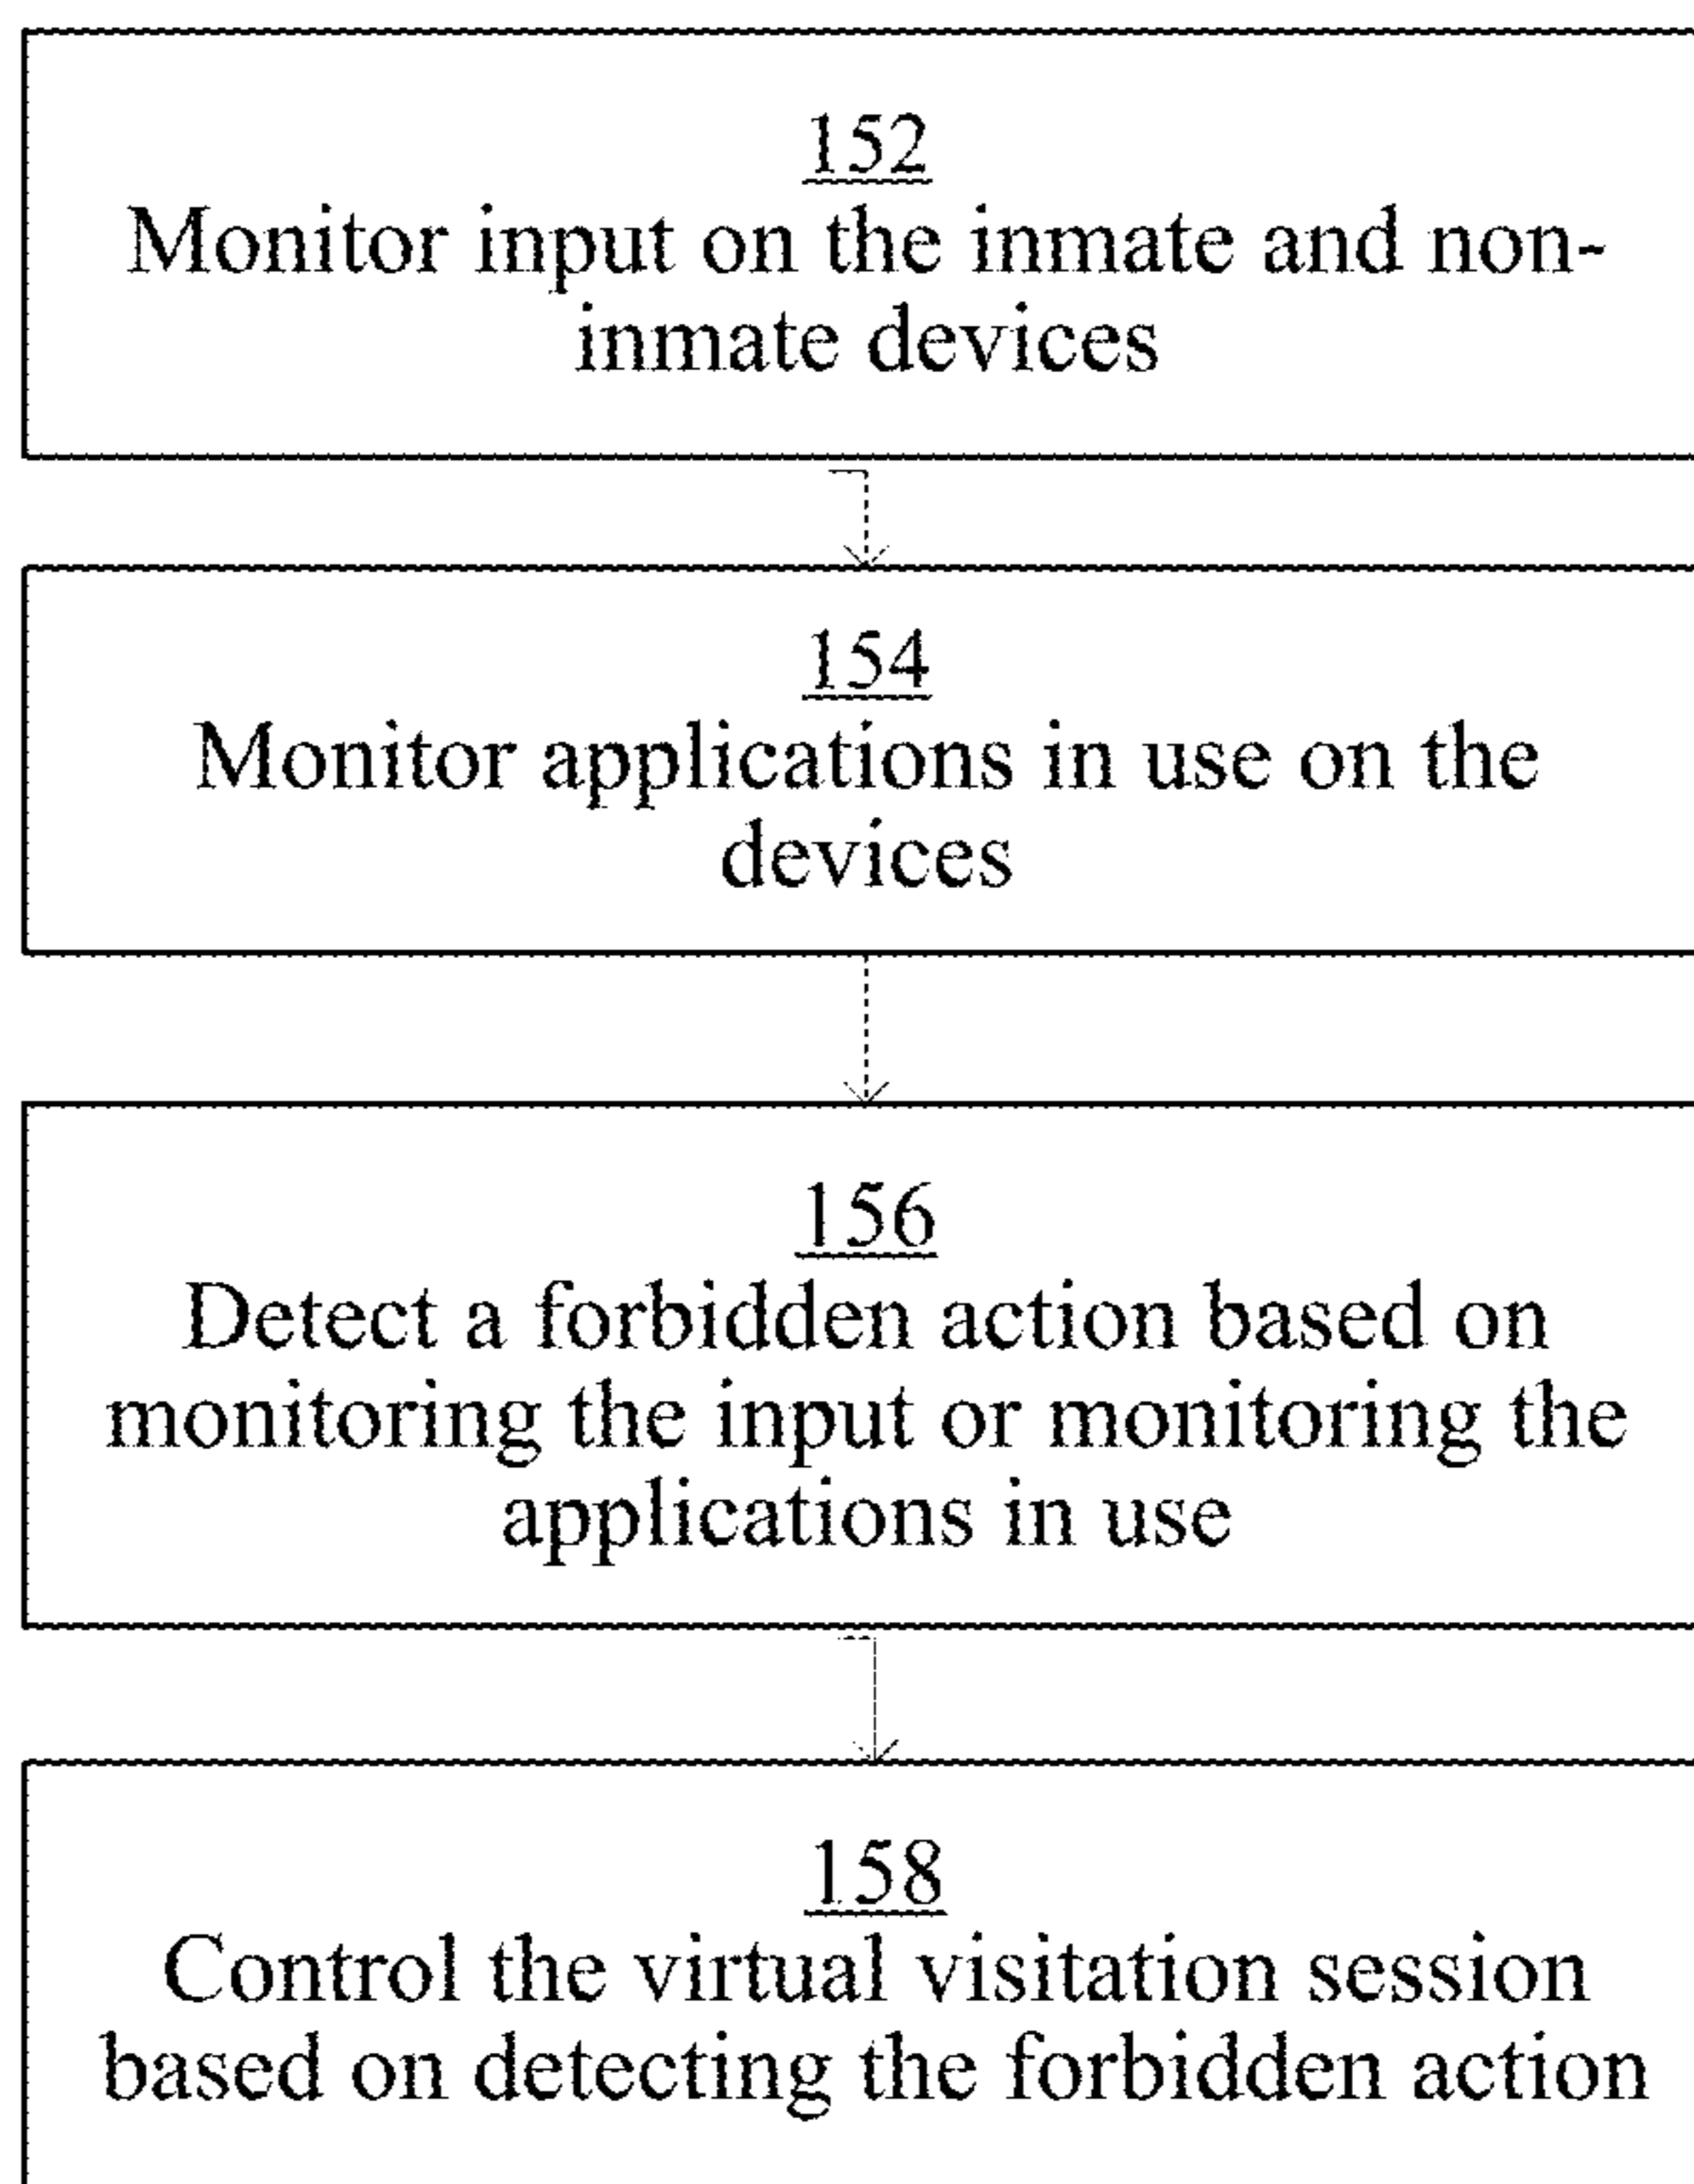 152
Monitor input on the inmate and non-
inmate devices
154
Monitor applications in use on the
devices
156
Detect a forbidden action based on
monitoring the input or monitoring the
applications in use
158
Control the virtual visitation session
based on detecting the forbidden action